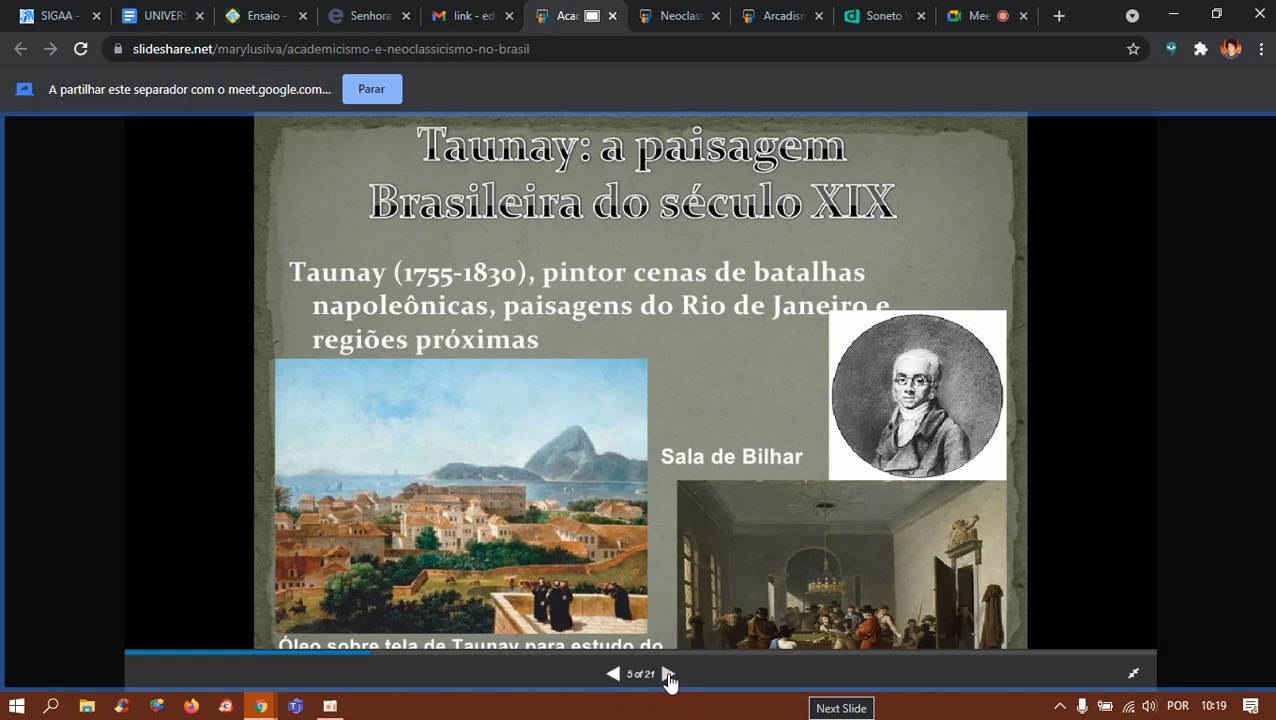 SIGAA -
UNIVERS
Ensaio -
Senhora
link - ed
Aca
Neoclass
Arcadism
Soneto V
Mee
slideshare.net/marylusilva/academicismo-e-neoclassicismo-no-brasil
A partilhar este separador com o meet.google.com...
Parar
Taunay: a paisagem
Brasileira do século XIX
Taunay (1755-1830), pintor cenas de batalhas
napoleônicas, paisagens do Rio de Janeiro e
regiões próximas
Sala de Bilhar
Óleo sobre tela de Taunay para estudo do
5 of 21
Next Slide
POR
10:19